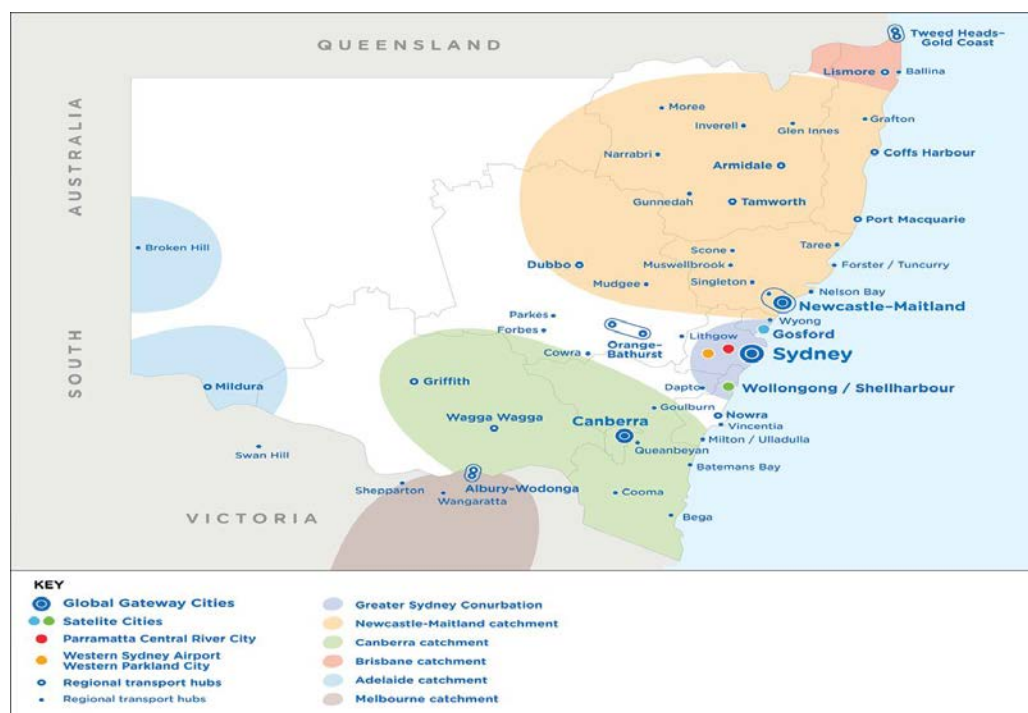 QUEENSLAND
Tweed Heads–
Gold Coast
Lismore
Ballina
AUSTRALIA
Moree
Inverell
Glen Innes
Grafton
Narrabri
Armidale
Coffs Harbour
Gunnedah
Tamworth
Port Macquarie
Broken Hill
Scone
Taree
Dubbo
Muswellbrook
Forster / Tuncurry
Mudgee
Singleton
Nelson Bay
Newcastle–Maitland
Parkes
Wyong
Forbes
Orange–
Bathurst
Lithgow
Gosford
Cowra
Sydney
SOUTH
Mildura
Griffith
Dapto
Wollongong / Shellharbour
Goulburn
Wagga Wagga
Canberra
Nowra
Vincentia
Queanbeyan
Milton / Ulladulla
Swan Hill
Batemans Bay
Shepparton
Albury–Wodonga
Wangaratta
Cooma
VICTORIA
Bega
KEY
Global Gateway Cities
Satelite Cities
Parramatta Central River City
Western Sydney Airport
Western Parkland City
Regional transport hubs
Regional transport hubs
Greater Sydney Conurbation
Newcastle-Maitland catchment
Canberra catchment
Brisbane catchment
Adelaide catchment
Melbourne catchment